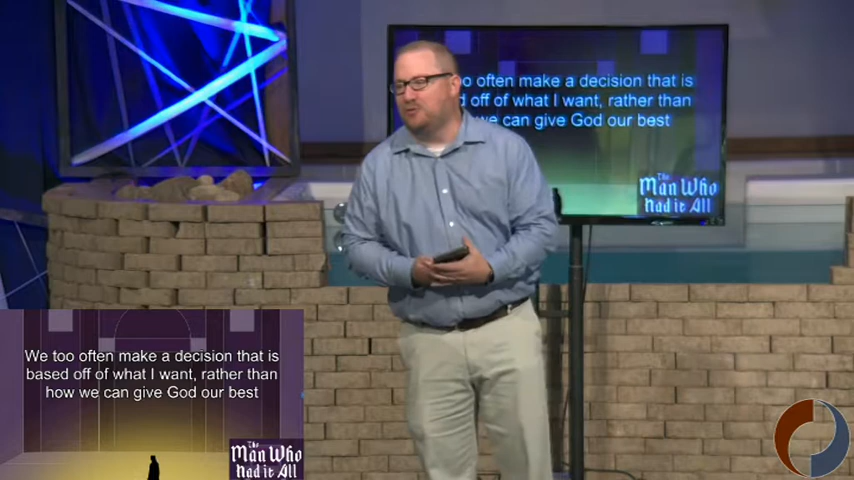 oo often make a decision that is
d off of what I want, rather than
we can give God our best
The
Man Who
Had it All
We too often make a decision that is
based off of what I want, rather than
how we can give God our best
The
Man Who
Had it All